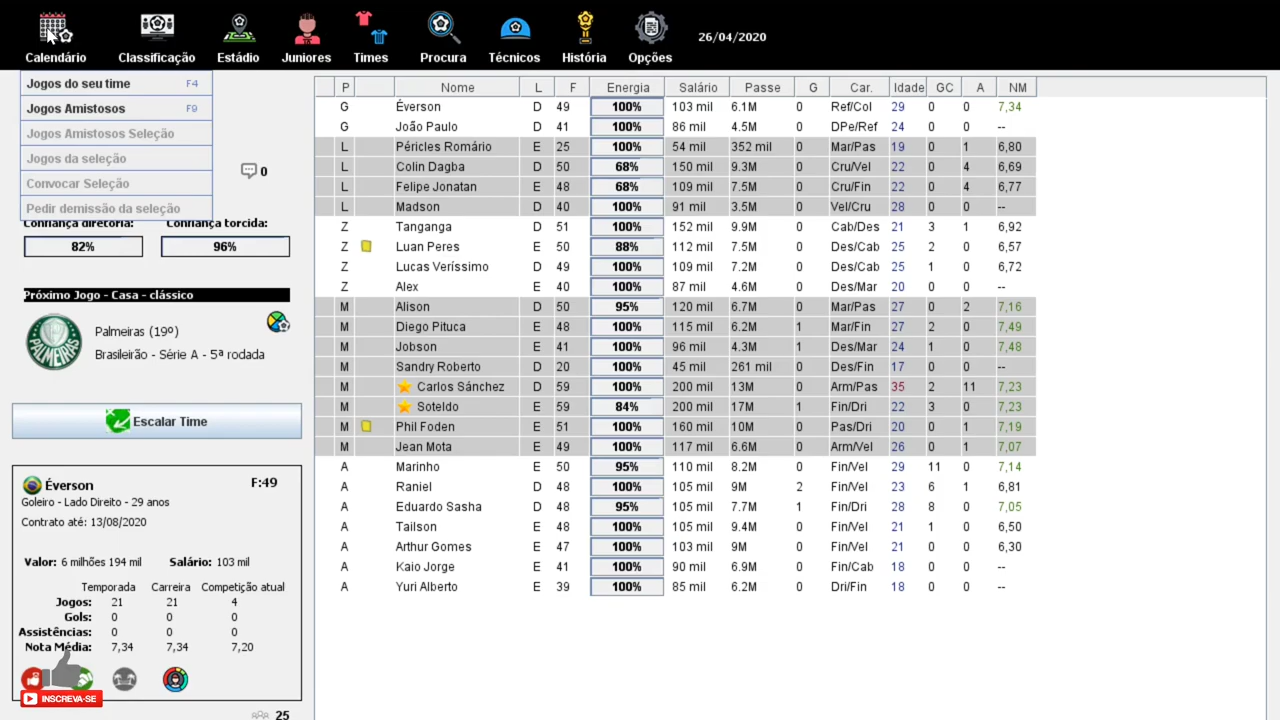 Calendário Classificação Estádio Juniores Times Procura Técnicos História Opções 26/04/2020
Jogos do seu time F4
Jogos Amistosos F9
Jogos Amistosos Seleção
Jogos da seleção
Convocar Seleção
Pedir demissão da seleção
0
Confiança diretoria: Confiança torcida:
82% 96%
Próximo Jogo - Casa - clássico
PALMEIRAS
Palmeiras (19º)
Brasileirão - Série A - 5ª rodada
Escalar Time
Éverson F:49
Goleiro - Lado Direito - 29 anos
Contrato até: 13/08/2020
Valor: 6 milhões 194 mil Salário: 103 mil
Temporada Carreira Competição atual
Jogos: 21 21 4
Gols: 0 0 0
Assistências: 0 0 0
Nota Média: 7,34 7,34 7,20
INSCREVA-SE
25
P Nome L F Energia Salário Passe G Car. Idade GC A NM
G Éverson D 49 100% 103 mil 6.1M 0 Ref/Col 29 0 0 7,34
G João Paulo D 41 100% 86 mil 4.5M 0 DPe/Ref 24 0 0 --
L Péricles Romário E 25 100% 54 mil 352 mil 0 Mar/Pas 19 0 1 6,80
L Colin Dagba D 50 68% 150 mil 9.3M 0 Cru/Vel 22 0 4 6,69
L Felipe Jonatan E 48 68% 109 mil 7.5M 0 Cru/Fin 22 0 4 6,77
L Madson D 40 100% 91 mil 3.5M 0 Vel/Cru 28 0 0 --
Z Tanganga D 51 100% 152 mil 9.9M 0 Cab/Des 21 3 1 6,92
Z Luan Peres E 50 88% 112 mil 7.5M 0 Des/Cab 25 2 0 6,57
Z Lucas Veríssimo D 49 100% 109 mil 7.2M 0 Des/Cab 25 1 0 6,72
Z Alex E 40 100% 87 mil 4.6M 0 Des/Mar 20 0 0 --
M Alison D 50 95% 120 mil 6.7M 0 Mar/Pas 27 0 2 7,16
M Diego Pituca E 48 100% 115 mil 6.2M 1 Mar/Fin 27 2 0 7,49
M Jobson E 41 100% 96 mil 4.3M 1 Des/Mar 24 1 0 7,48
M Sandry Roberto D 20 100% 45 mil 261 mil 0 Des/Fin 17 0 0 --
M Carlos Sánchez D 59 100% 200 mil 13M 0 Arm/Pas 35 2 11 7,23
M Soteldo E 59 84% 200 mil 17M 1 Fin/Dri 22 3 0 7,23
M Phil Foden E 51 100% 160 mil 10M 0 Pas/Dri 20 0 1 7,19
M Jean Mota E 49 100% 117 mil 6.6M 0 Arm/Vel 26 0 1 7,07
A Marinho E 50 95% 110 mil 8.2M 0 Fin/Vel 29 11 0 7,14
A Raniel D 48 100% 105 mil 9M 2 Fin/Vel 23 6 1 6,81
A Eduardo Sasha D 48 95% 105 mil 7.7M 1 Fin/Dri 28 8 0 7,05
A Tailson E 48 100% 105 mil 9.4M 0 Fin/Vel 21 1 0 6,50
A Arthur Gomes E 47 100% 103 mil 9M 0 Fin/Vel 21 0 0 6,30
A Kaio Jorge E 41 100% 90 mil 6.9M 0 Fin/Cab 18 0 0 --
A Yuri Alberto E 39 100% 85 mil 6.2M 0 Dri/Fin 18 0 0 --